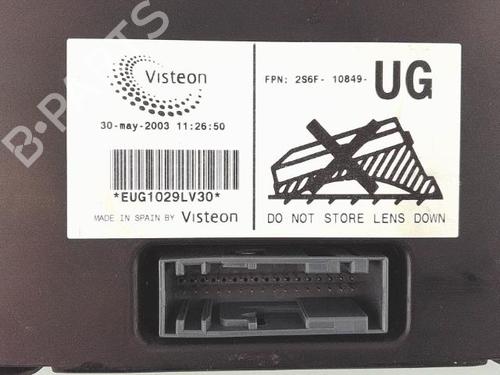 Visteon
30-may-2003 11:26:50
*EUG1029LV30*
MADE IN SPAIN BY Visteon
FPN: 2S6F- 10849- UG
DO NOT STORE LENS DOWN
B-PARTS